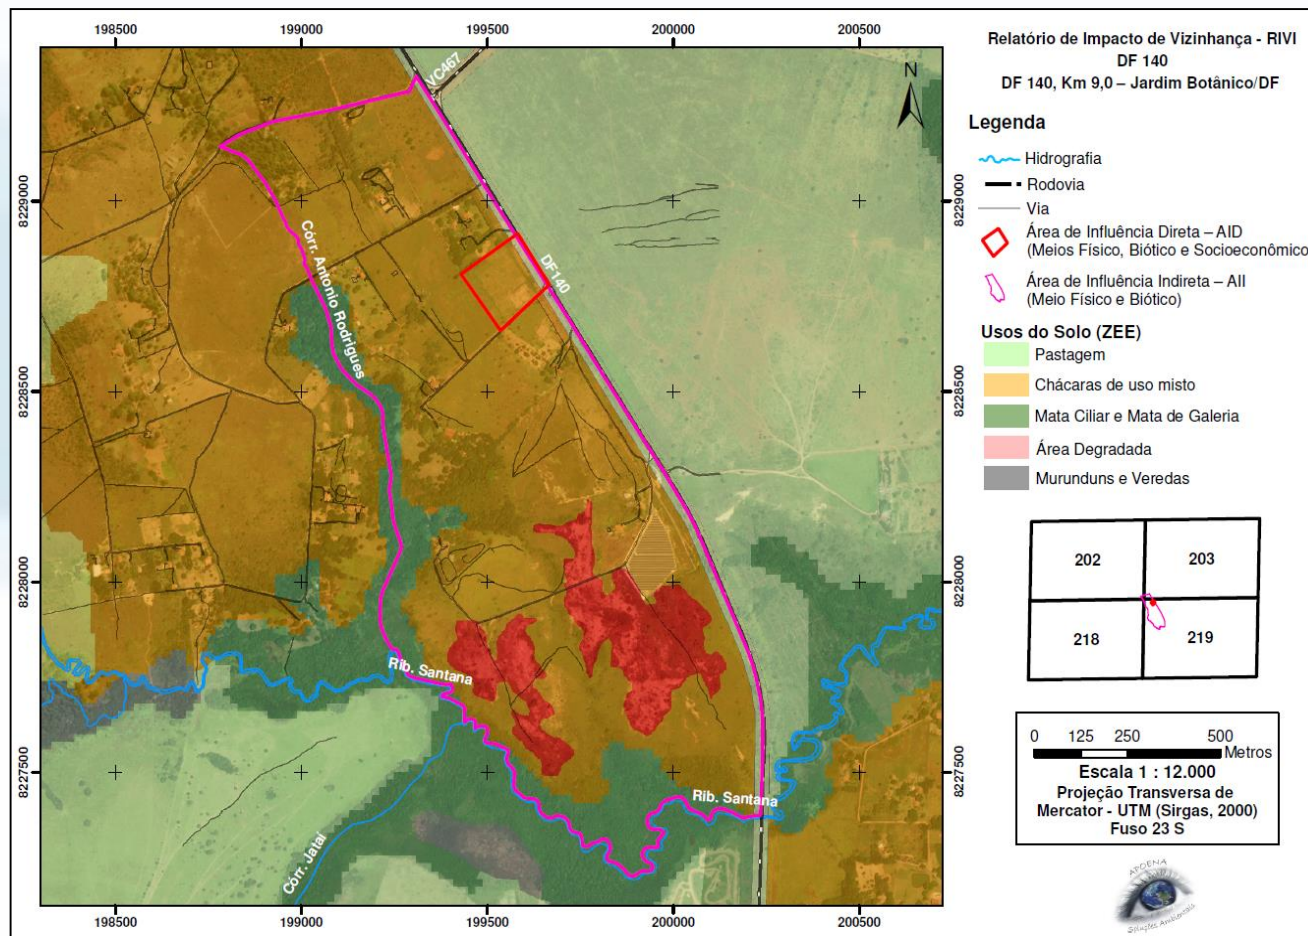 198500 199000 199500 200000 200500
8229000
8228500
8228000
8227500
8229000
8228500
8228000
8227500
198500 199000 199500 200000 200500
VC467
DF140
Córr. Antonio Rodrigues
Rib. Santana
Rib. Santana
Córr. Jataí
Relatório de Impacto de Vizinhança - RIVI
DF 140
DF 140, Km 9,0 – Jardim Botânico/DF
N
Legenda
Hidrografia
Rodovia
Via
Área de Influência Direta – AID
(Meios Físico, Biótico e Socioeconômico
Área de Influência Indireta – AII
(Meio Físico e Biótico)
Usos do Solo (ZEE)
Pastagem
Chácaras de uso misto
Mata Ciliar e Mata de Galeria
Área Degradada
Murunduns e Veredas
202 203
218 219
0 125 250 500
Metros
Escala 1 : 12.000
Projeção Transversa de
Mercator - UTM (Sirgas, 2000)
Fuso 23 S
APOENA
Soluções Ambientais